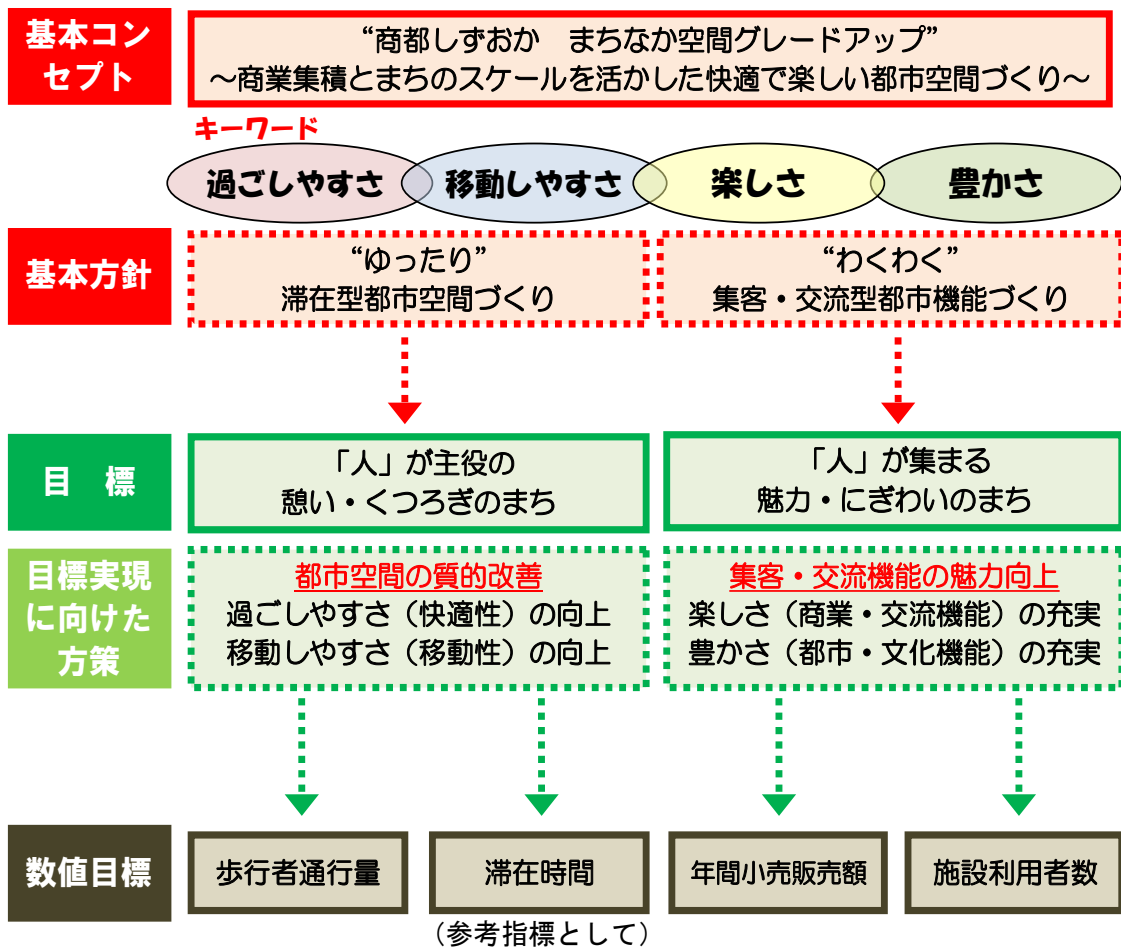 基本コン
セプト
“商都しずおか　まちなか空間グレードアップ”
～商業集積とまちのスケールを活かした快適で楽しい都市空間づくり～
キーワード
過ごしやすさ
移動しやすさ
楽しさ
豊かさ
基本方針
“ゆったり”
滞在型都市空間づくり
“わくわく”
集客・交流型都市機能づくり
目　標
「人」が主役の
憩い・くつろぎのまち
「人」が集まる
魅力・にぎわいのまち
目標実現
に向けた
方策
都市空間の質的改善
過ごしやすさ（快適性）の向上
移動しやすさ（移動性）の向上
集客・交流機能の魅力向上
楽しさ（商業・交流機能）の充実
豊かさ（都市・文化機能）の充実
数値目標
歩行者通行量
滞在時間
（参考指標として）
年間小売販売額
施設利用者数